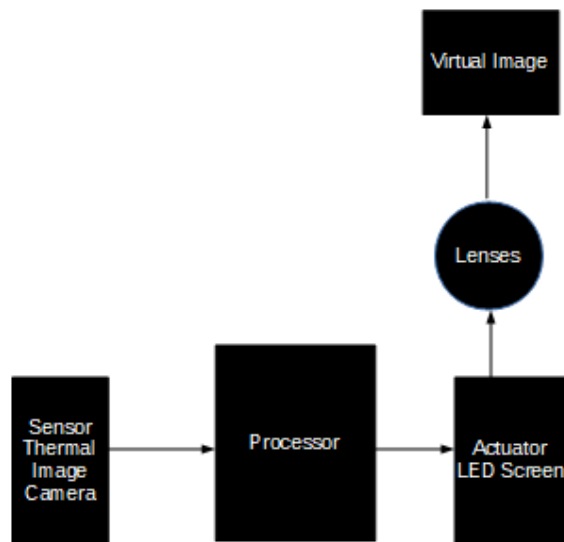 Virtual Image
Lenses
Sensor
Thermal
Image
Camera
Processor
Actuator
LED Screen